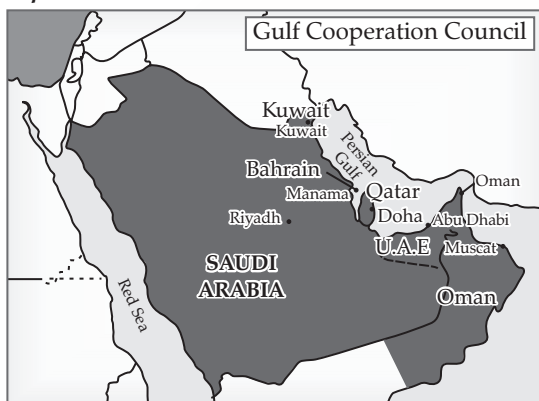 Gulf Cooperation Council
Kuwait
Kuwait
Persian
Gulf
Bahrain
Manama
Qatar
Oman
Doha
Abu Dhabi
Riyadh
U.A.E
Muscat
SAUDI
ARABIA
Red Sea
Oman